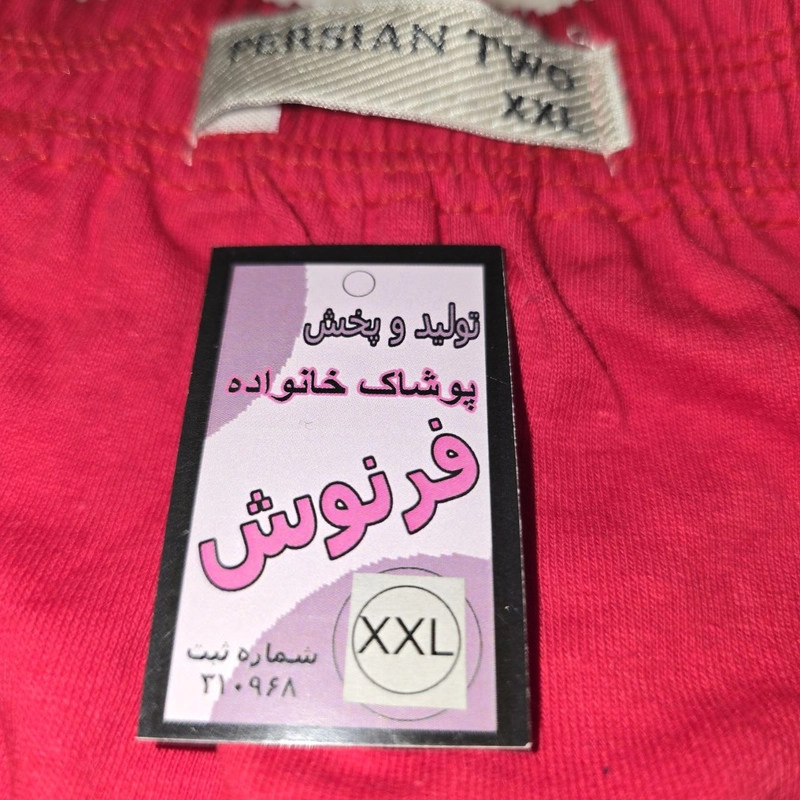 PERSIAN TWO
XXL
تولید و پخش
پوشاک خانواده
فرنوش
XXL
شماره ثبت
۳۱۰۹۶۸